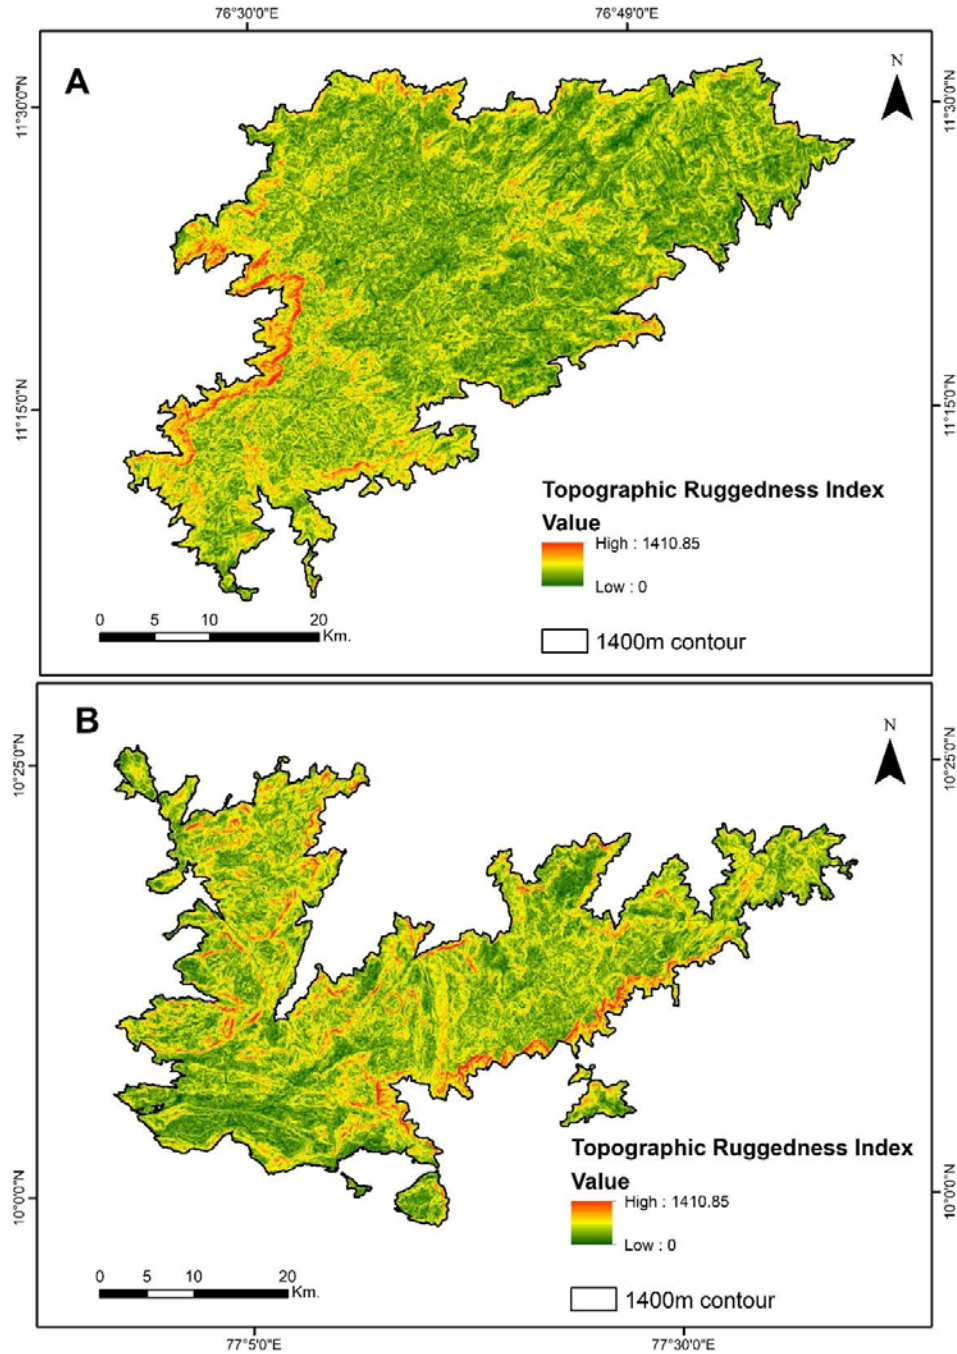 76°30'0"E 76°49'0"E
A
N
11°30'0"N 11°30'0"N
11°15'0"N 11°15'0"N
Topographic Ruggedness Index
Value
High : 1410.85
Low : 0
0 5 10 20
Km.
1400m contour
B
N
10°25'0"N 10°25'0"N
10°0'0"N 10°0'0"N
Topographic Ruggedness Index
Value
High : 1410.85
Low : 0
0 5 10 20
Km.
1400m contour
77°5'0"E 77°30'0"E